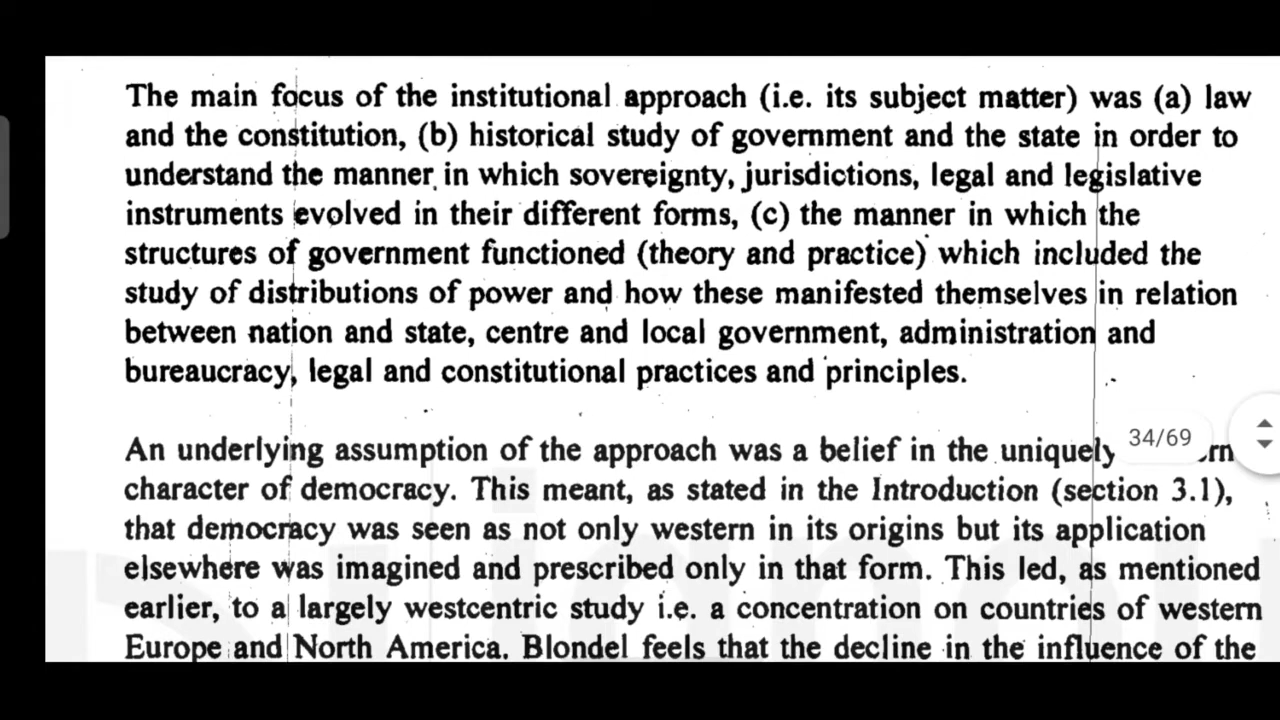 The main focus of the institutional approach (i.e. its subject matter) was (a) law
and the constitution, (b) historical study of government and the state in order to
understand the manner in which sovereignty, jurisdictions, legal and legislative
instruments evolved in their different forms, (c) the manner in which the
structures of government functioned (theory and practice) which included the
study of distributions of power and how these manifested themselves in relation
between nation and state, centre and local government, administration and
bureaucracy, legal and constitutional practices and principles.
An underlying assumption of the approach was a belief in the uniquely
34/69
character of democracy. This meant, as stated in the Introduction (section 3.1),
that democracy was seen as not only western in its origins but its application
elsewhere was imagined and prescribed only in that form. This led, as mentioned
earlier, to a largely westcentric study i.e. a concentration on countries of western
Europe and North America. Blondel feels that the decline in the influence of the